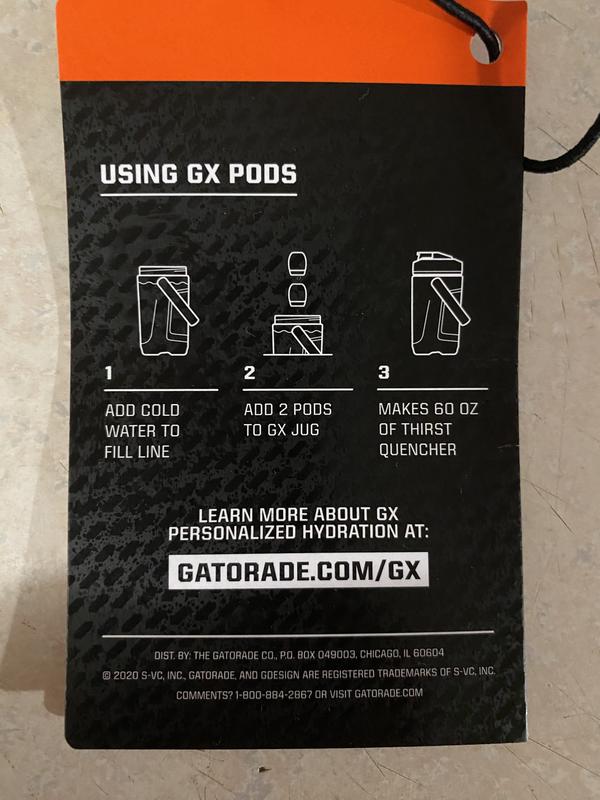 USING GX PODS
1
ADD COLD
WATER TO
FILL LINE
2
ADD 2 PODS
TO GX JUG
3
MAKES 60 OZ
OF THIRST
QUENCHER
LEARN MORE ABOUT GX
PERSONALIZED HYDRATION AT:
GATORADE.COM/GX
DIST. BY: THE GATORADE CO., P.O. BOX 049003, CHICAGO, IL 60604
© 2020 S-VC, INC., GATORADE, AND GDESIGN ARE REGISTERED TRADEMARKS OF S-VC, INC.
COMMENTS? 1-800-884-2867 OR VISIT GATORADE.COM